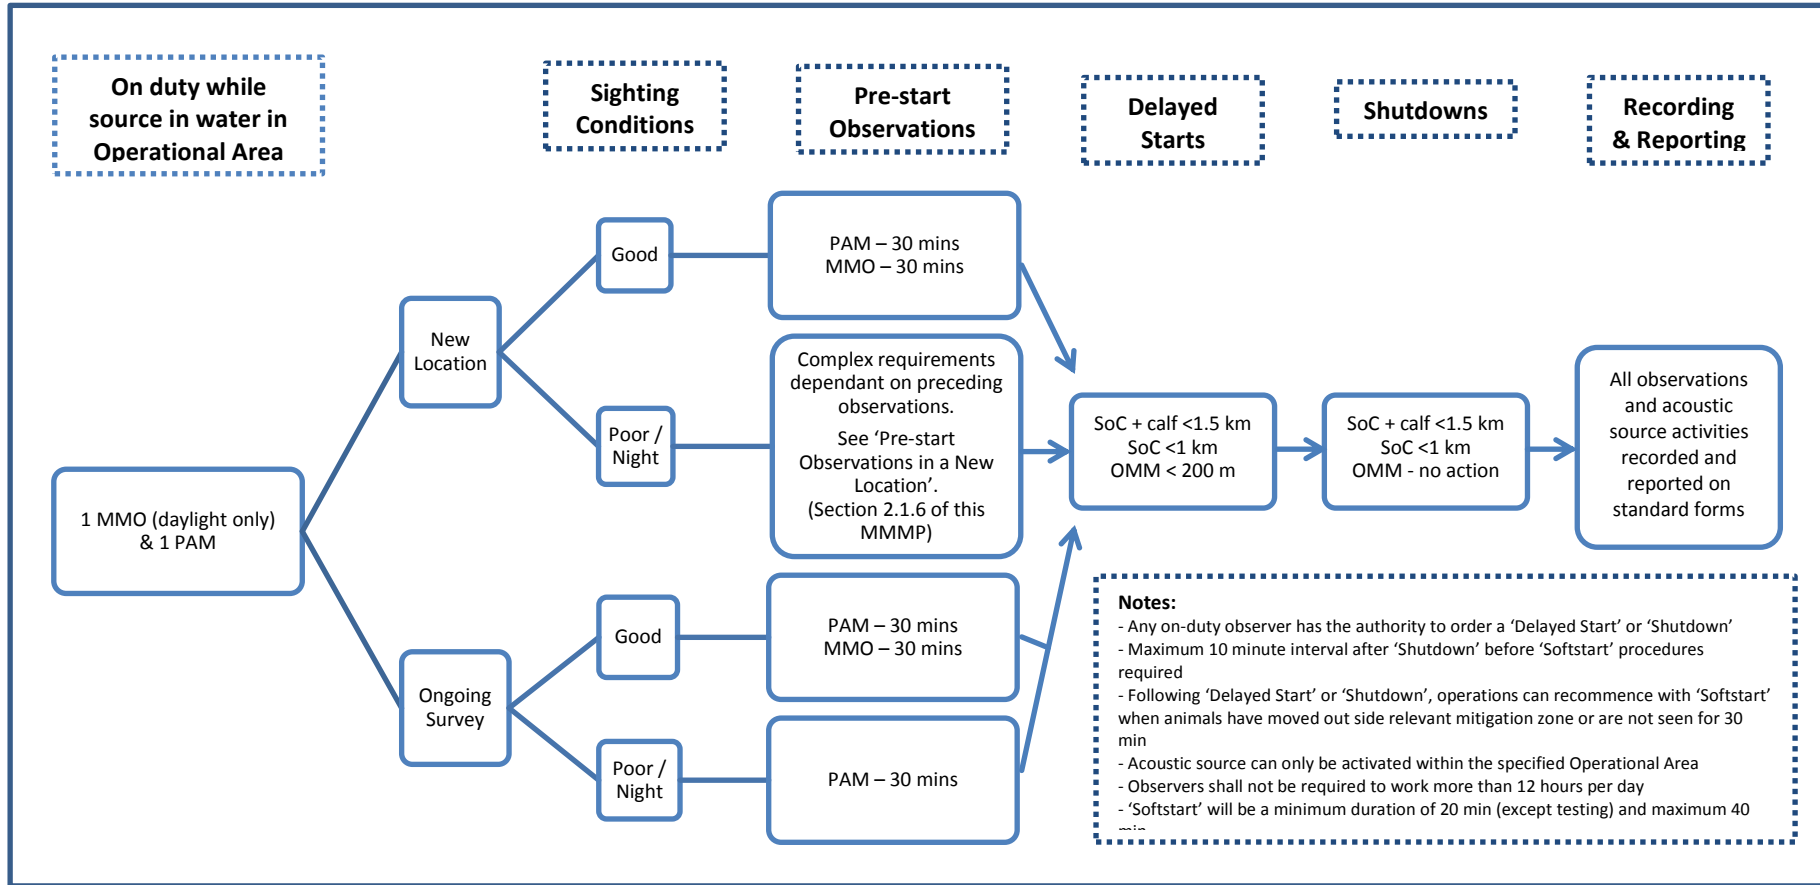 On duty while
source in water in
Operational Area
Sighting
Conditions
Pre-start
Observations
Delayed
Starts
Shutdowns
Recording
& Reporting
1 MMO (daylight only)
& 1 PAM
New
Location
Ongoing
Survey
Good
Poor /
Night
Good
Poor /
Night
PAM – 30 mins
MMO – 30 mins
Complex requirements
dependant on preceding
observations.
See ‘Pre-start
Observations in a New
Location’.
(Section 2.1.6 of this
MMMP)
PAM – 30 mins
MMO – 30 mins
PAM – 30 mins
SoC + calf <1.5 km
SoC <1 km
OMM < 200 m
SoC + calf <1.5 km
SoC <1 km
OMM - no action
All observations
and acoustic
source activities
recorded and
reported on
standard forms
Notes:
- Any on-duty observer has the authority to order a ‘Delayed Start’ or ‘Shutdown’
- Maximum 10 minute interval after ‘Shutdown’ before ‘Softstart’ procedures
required
- Following ‘Delayed Start’ or ‘Shutdown’, operations can recommence with ‘Softstart’
when animals have moved out side relevant mitigation zone or are not seen for 30
min
- Acoustic source can only be activated within the specified Operational Area
- Observers shall not be required to work more than 12 hours per day
- ‘Softstart’ will be a minimum duration of 20 min (except testing) and maximum 40